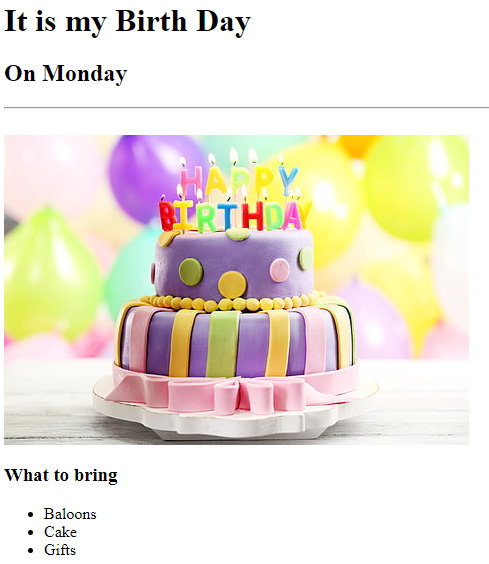 It is my Birth Day
On Monday
HAPPY
BIRTHDAY
What to bring
Baloons
Cake
Gifts